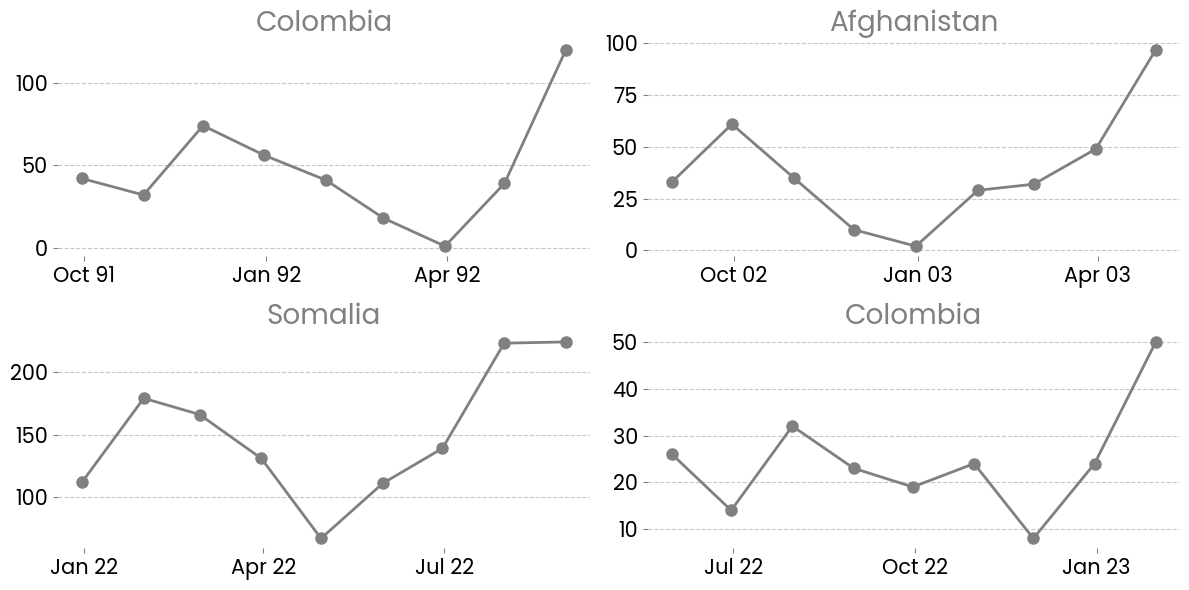 Colombia
100
50
0
Oct 91 Jan 92 Apr 92
Afghanistan
100
75
50
25
0
Oct 02 Jan 03 Apr 03
Somalia
200
150
100
Jan 22 Apr 22 Jul 22
Colombia
50
40
30
20
10
Jul 22 Oct 22 Jan 23